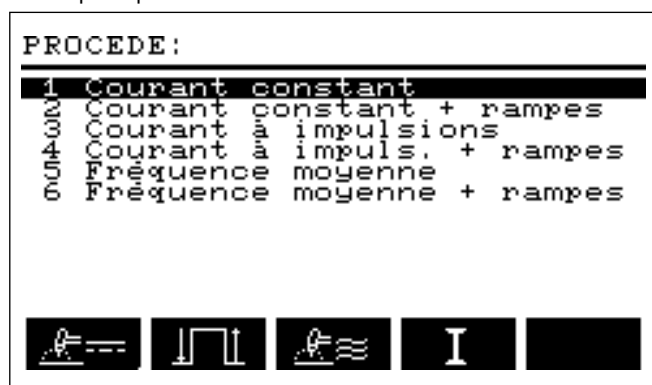 PROCEDE:
1 Courant constant
2 Courant constant + rampes
3 Courant à impulsions
4 Courant à impuls. + rampes
5 Fréquence moyenne
6 Fréquence moyenne + rampes
I